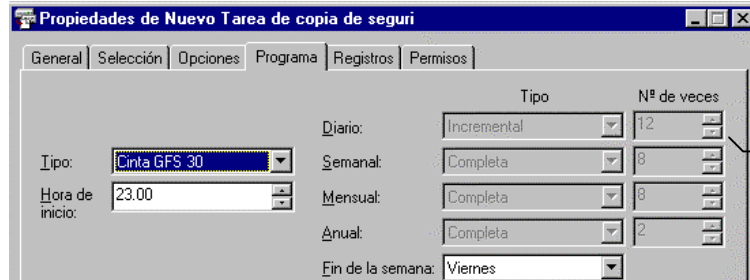 Propiedades de Nuevo Tarea de copia de seguri
General Selección Opciones Programa Registros Permisos
Tipo Nº de veces
Diario: Incremental 12
Tipo: Cinta GFS 30 Semanal: Completa 8
Hora de inicio: 23.00 Mensual: Completa 8
Anual: Completa 2
Fin de la semana: Viernes